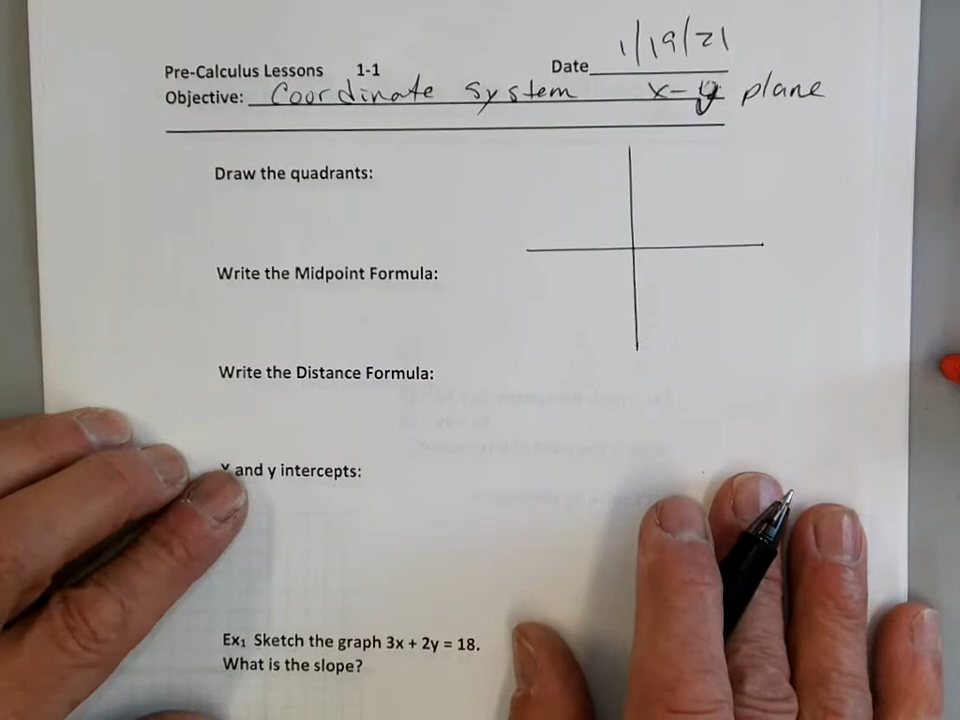 Pre-Calculus Lessons 1-1 Date 1/19/21
Objective: Coordinate system x-y plane
Draw the quadrants:
Write the Midpoint Formula:
Write the Distance Formula:
X and y intercepts:
Ex₁ Sketch the graph 3x + 2y = 18.
What is the slope?